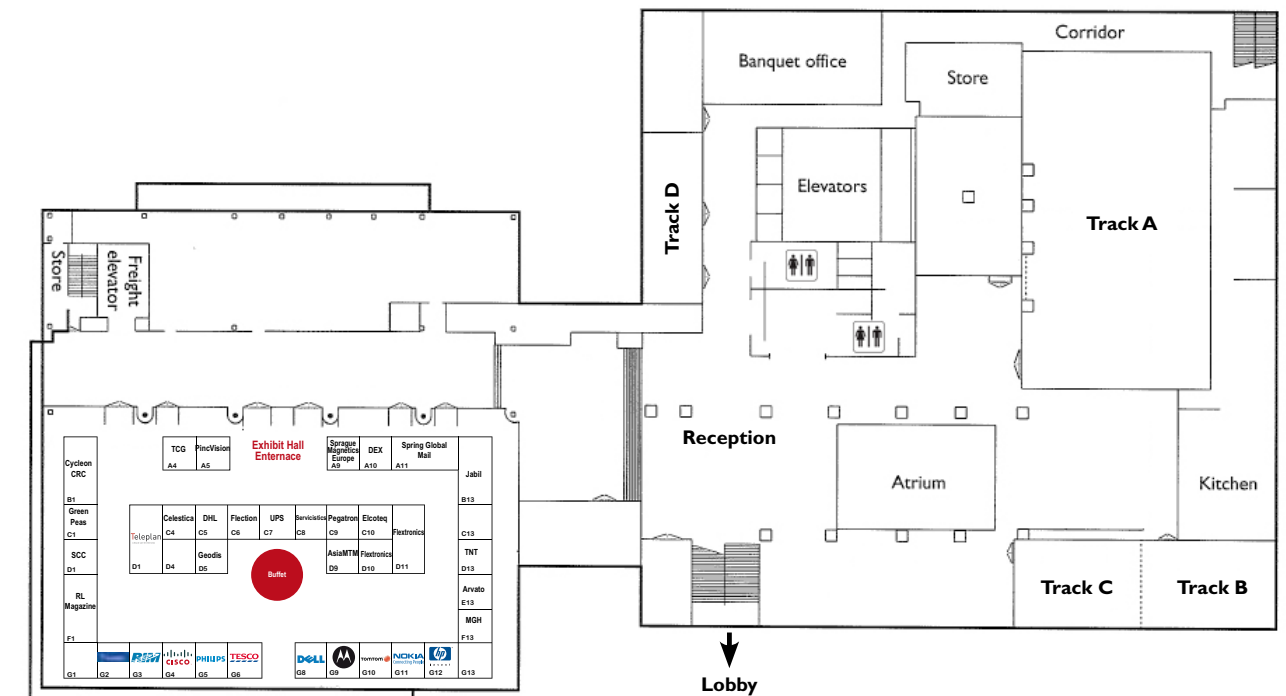 Corridor
Banquet office
Store
Track D
Elevators
Track A
Store
Freight
elevator
Reception
Atrium
Kitchen
Track C
Track B
Lobby
Exhibit Hall
Enternace
TCG
A4
PincVision
A5
Sprague
Magnetics
Europe
A9
DEX
A10
Spring Global
Mail
A11
Cycleon
CRC
B1
Jabil
B13
Green
Peas
C1
Teleplan
D1
Celestica
C4
DHL
C5
Flection
C6
UPS
C7
Servicistics
C8
Pegatron
C9
Elcoteq
C10
Flextronics
D11
C13
SCC
D1
D4
Geodis
D5
AsiaMTM
D9
Flextronics
D10
TNT
D13
Buffet
RL
Magazine
F1
Arvato
E13
MGH
F13
G1
G2
RIM
G3
CISCO
G4
PHILIPS
G5
TESCO
G6
DELL
G8
G9
TOMTOM
G10
NOKIA
Connecting People
G11
hp
invent
G12
G13